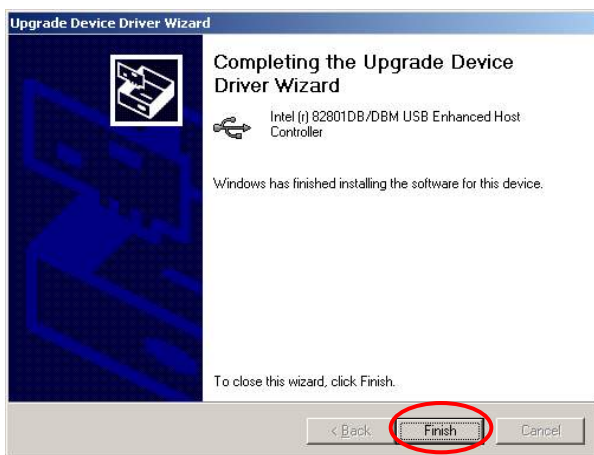 Upgrade Device Driver Wizard
Completing the Upgrade Device
Driver Wizard
Intel (r) 82801DB/DBM USB Enhanced Host
Controller
Windows has finished installing the software for this device.
To close this wizard, click Finish.
< Back
Finish
Cancel